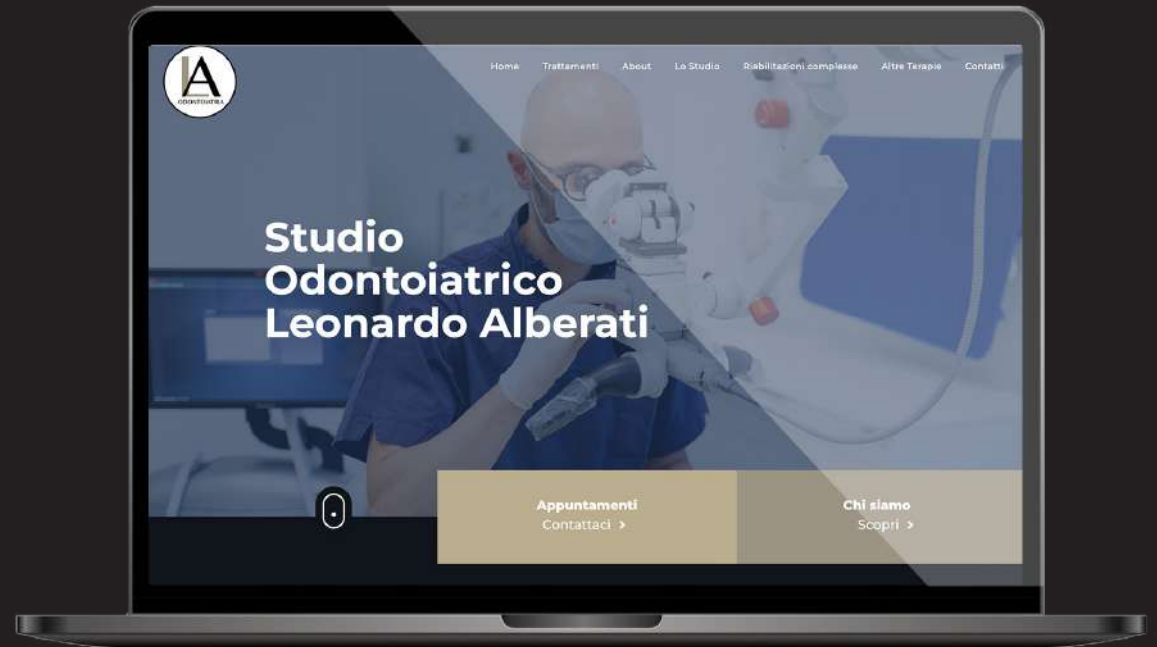 LA
ODONTOIATRIA
Home Trattamenti About Lo Studio Riabilitazioni complesse Altre Terapie Contatti
Studio
Odontoiatrico
Leonardo Alberati
Appuntamenti
Contattaci >
Chi siamo
Scopri >